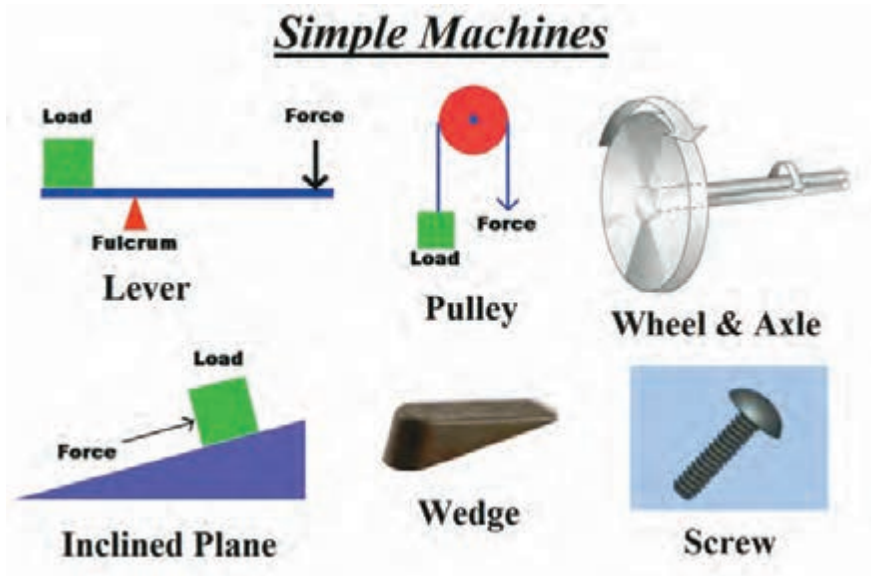 Simple Machines
Load
Force
Fulcrum
Lever
Load
Force
Pulley
Wheel & Axle
Load
Force
Inclined Plane
Wedge
Screw